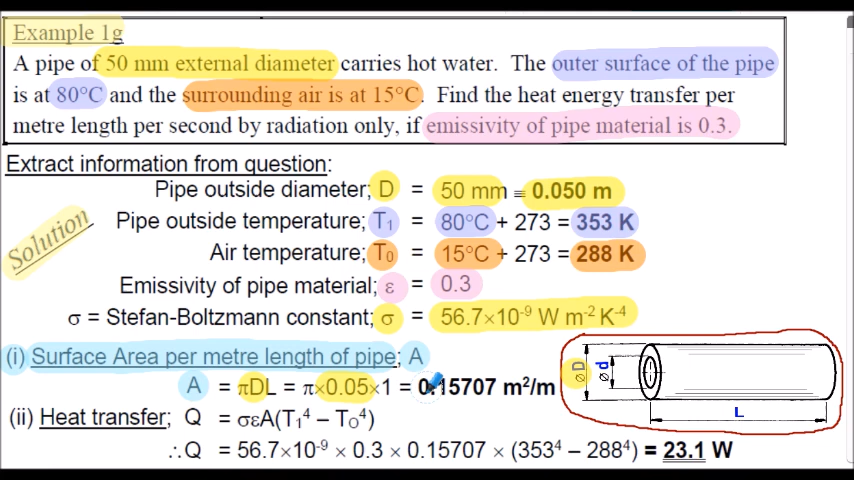 Example 1g
A pipe of 50 mm external diameter carries hot water. The outer surface of the pipe
is at 80°C and the surrounding air is at 15°C. Find the heat energy transfer per
metre length per second by radiation only, if emissivity of pipe material is 0.3.
Extract information from question:
Pipe outside diameter; D = 50 mm ≡ 0.050 m
Solution
Pipe outside temperature; T₁ = 80°C + 273 = 353 K
Air temperature; T₀ = 15°C + 273 = 288 K
Emissivity of pipe material; ε = 0.3
σ = Stefan-Boltzmann constant; σ = 56.7×10⁻⁹ W m⁻² K⁻⁴
(i) Surface Area per metre length of pipe; A
A = πDL = π×0.05×1 = 0.15707 m²/m
(ii) Heat transfer; Q = σεA(T₁⁴ – T₀⁴)
∴Q = 56.7×10⁻⁹ × 0.3 × 0.15707 × (353⁴ – 288⁴) = 23.1 W
øD
ød
L